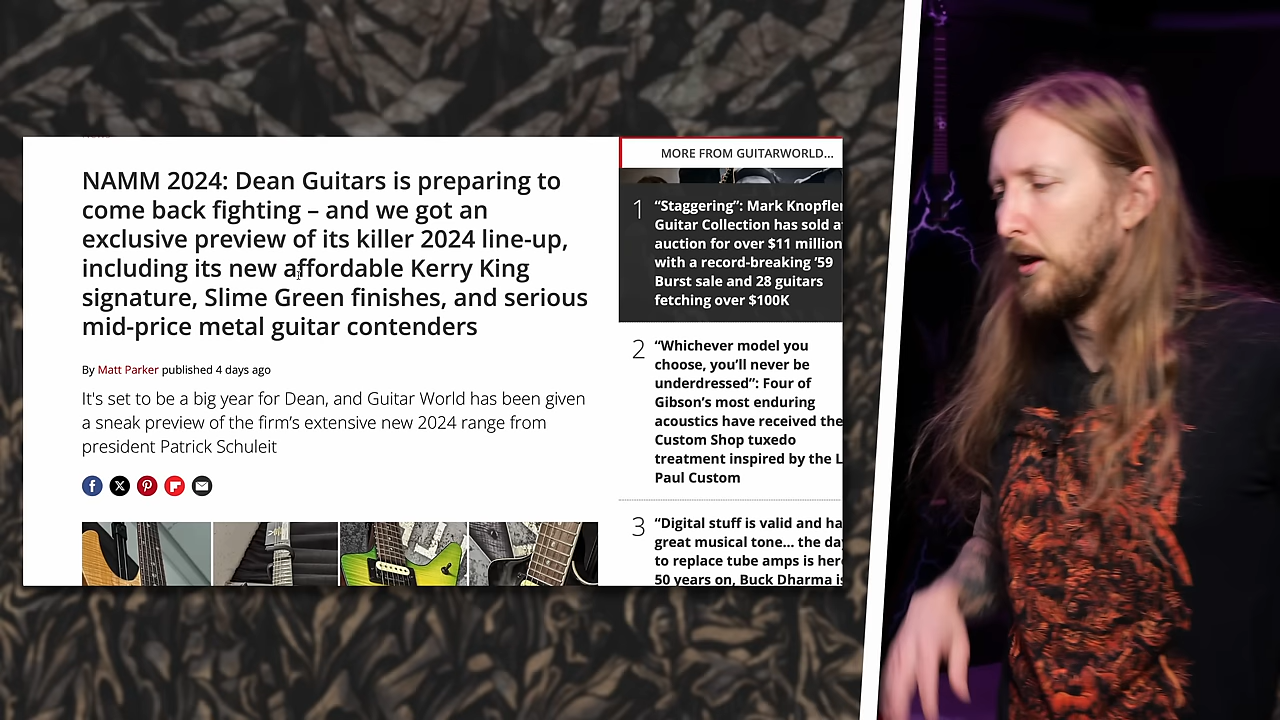 NAMM 2024: Dean Guitars is preparing to
come back fighting – and we got an
exclusive preview of its killer 2024 line-up,
including its new affordable Kerry King
signature, Slime Green finishes, and serious
mid-price metal guitar contenders
By Matt Parker published 4 days ago
It's set to be a big year for Dean, and Guitar World has been given
a sneak preview of the firm's extensive new 2024 range from
president Patrick Schuleit
MORE FROM GUITARWORLD...
1
“Staggering”: Mark Knopfler
Guitar Collection has sold a
auction for over $11 million
with a record-breaking ’59
Burst sale and 28 guitars
fetching over $100K
2
“Whichever model you
choose, you’ll never be
underdressed”: Four of
Gibson’s most enduring
acoustics have received the
Custom Shop tuxedo
treatment inspired by the L
Paul Custom
3
“Digital stuff is valid and ha
great musical tone... the da
to replace tube amps is her
50 years on, Buck Dharma i